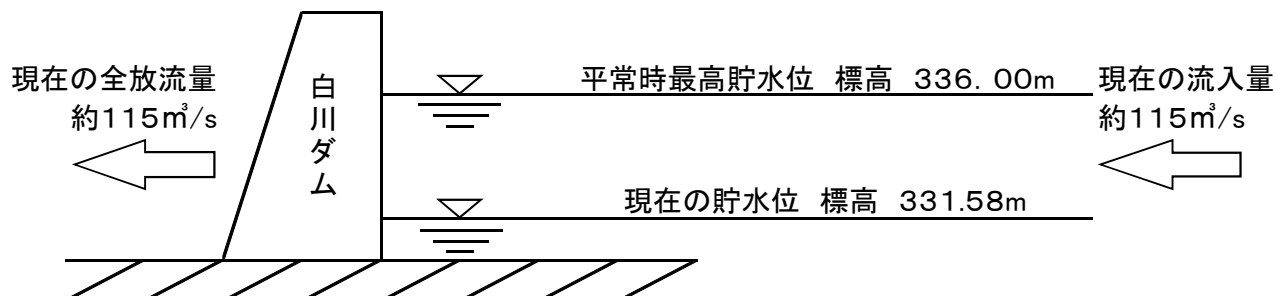 現在の全放流量
約115㎥/s
白川ダム
平常時最高貯水位 標高 336．00m
現在の貯水位 標高 331.58m
現在の流入量
約115㎥/s